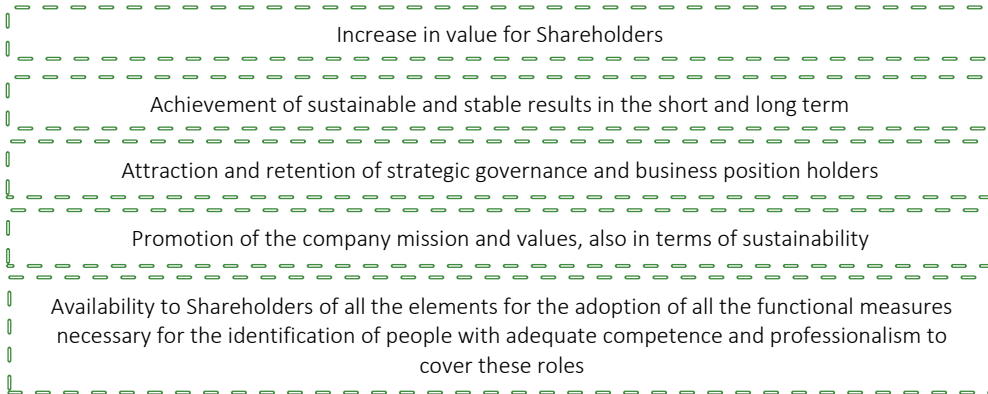 Increase in value for Shareholders
Achievement of sustainable and stable results in the short and long term
Attraction and retention of strategic governance and business position holders
Promotion of the company mission and values, also in terms of sustainability
Availability to Shareholders of all the elements for the adoption of all the functional measures
necessary for the identification of people with adequate competence and professionalism to
cover these roles